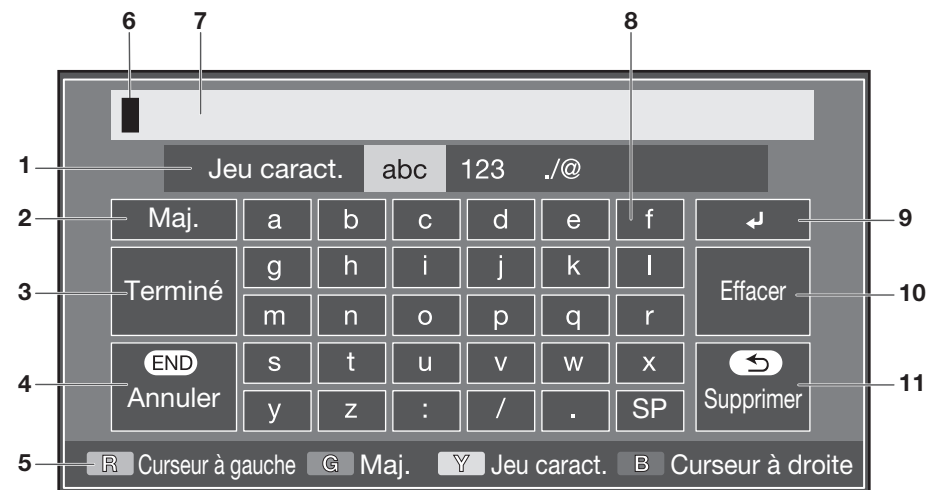 6 7 8
1 Jeu caract. abc 123 ./@
2 Maj. a b c d e f ↲ 9
g h i j k l
3 Terminé Effacer 10
m n o p q r
END s t u v w x
4 Annuler Supprimer 11
y z : / . SP
5 R Curseur à gauche G Maj. Y Jeu caract. B Curseur à droite